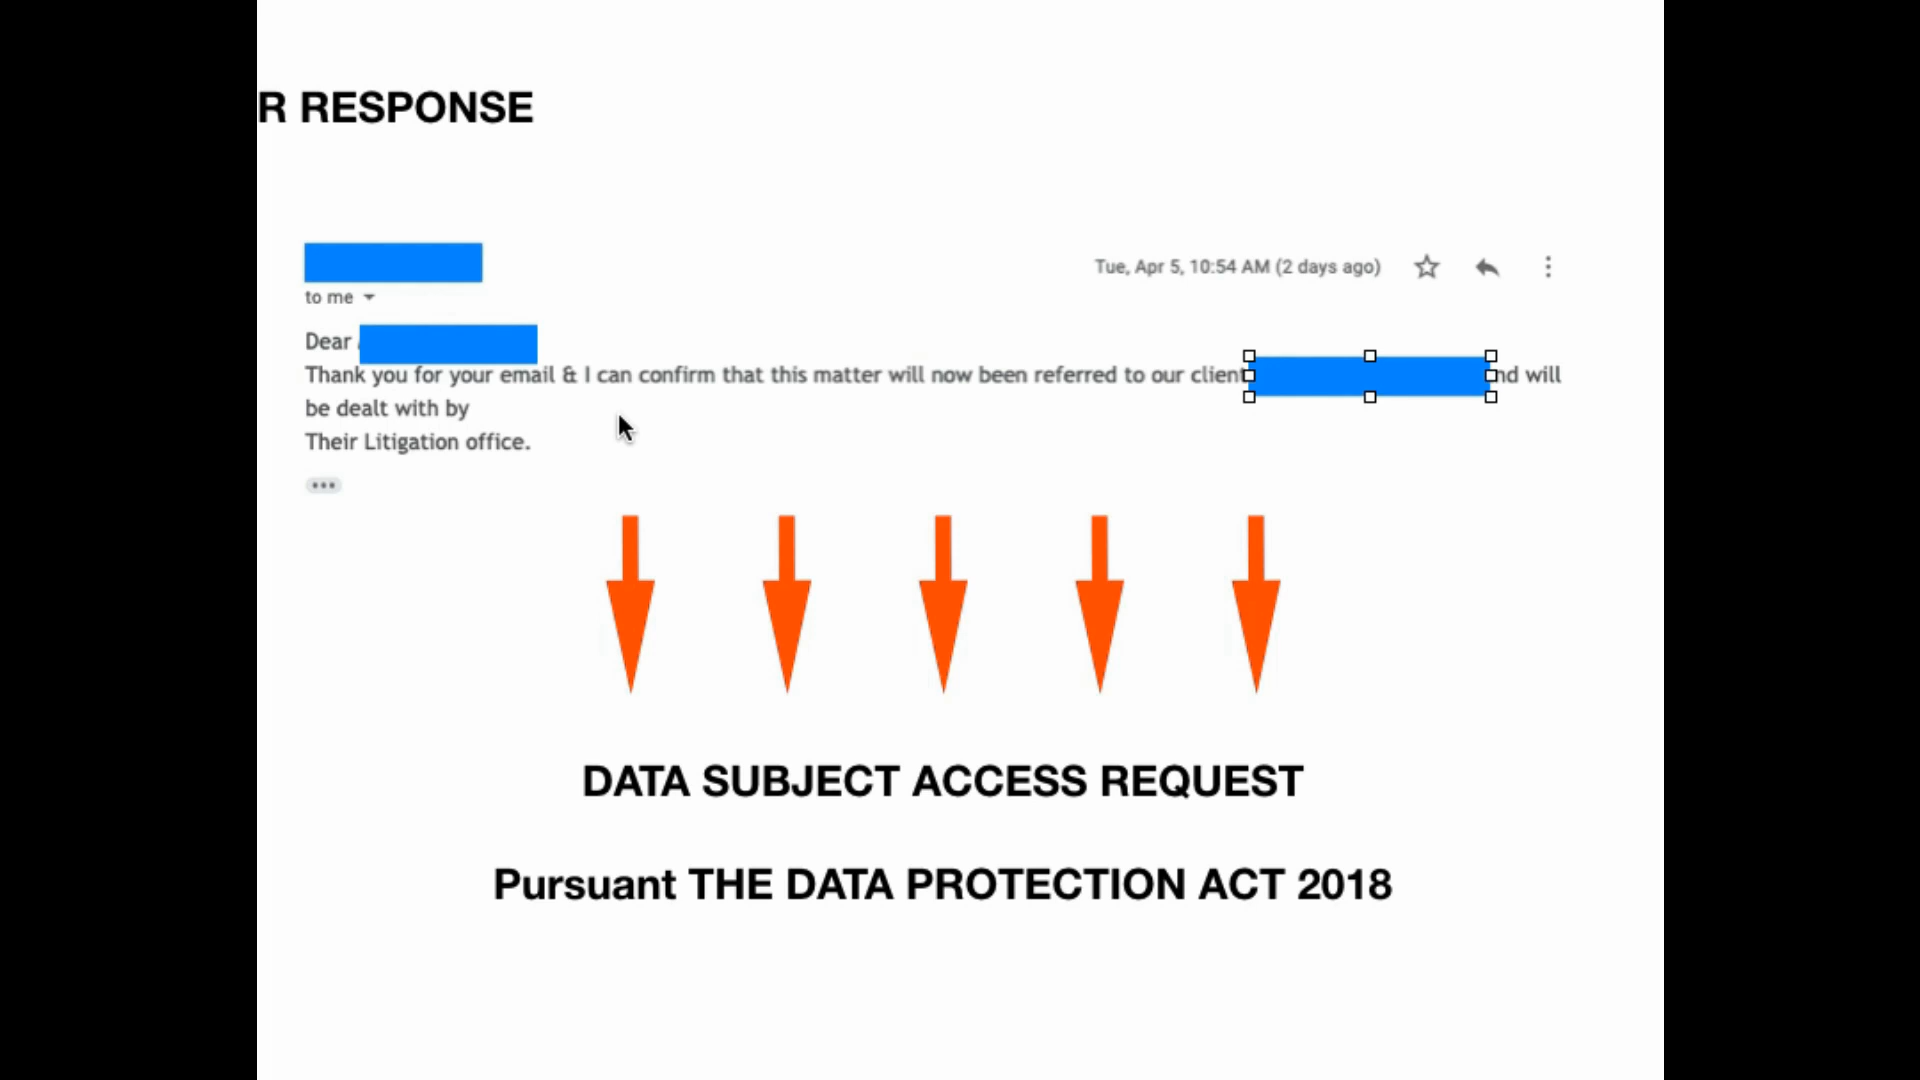 R RESPONSE
Tue, Apr 5, 10:54 AM (2 days ago)
to me
Dear
Thank you for your email & I can confirm that this matter will now been referred to our client nd will
be dealt with by
Their Litigation office.
DATA SUBJECT ACCESS REQUEST
Pursuant THE DATA PROTECTION ACT 2018